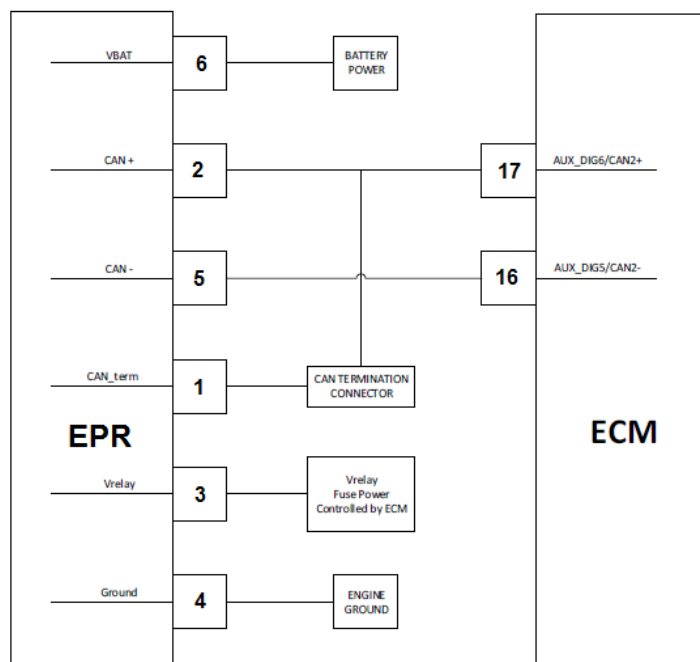 VBAT
6
BATTERY
POWER
CAN +
2
17
AUX_DIG6/CAN2+
CAN -
5
16
AUX_DIG5/CAN2-
CAN_term
1
CAN TERMINATION
CONNECTOR
EPR
ECM
Vrelay
3
Vrelay
Fuse Power
Controlled by ECM
Ground
4
ENGINE
GROUND